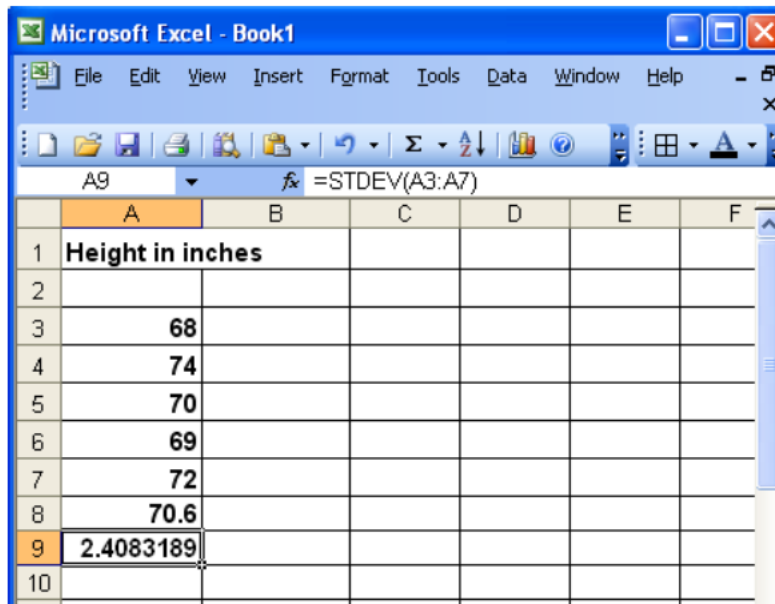 Microsoft Excel - Book1
File Edit View Insert Format Tools Data Window Help
Σ A Z A
A9 fx =STDEV(A3:A7)
A B C D E F
1 Height in inches
2
3 68
4 74
5 70
6 69
7 72
8 70.6
9 2.4083189
10